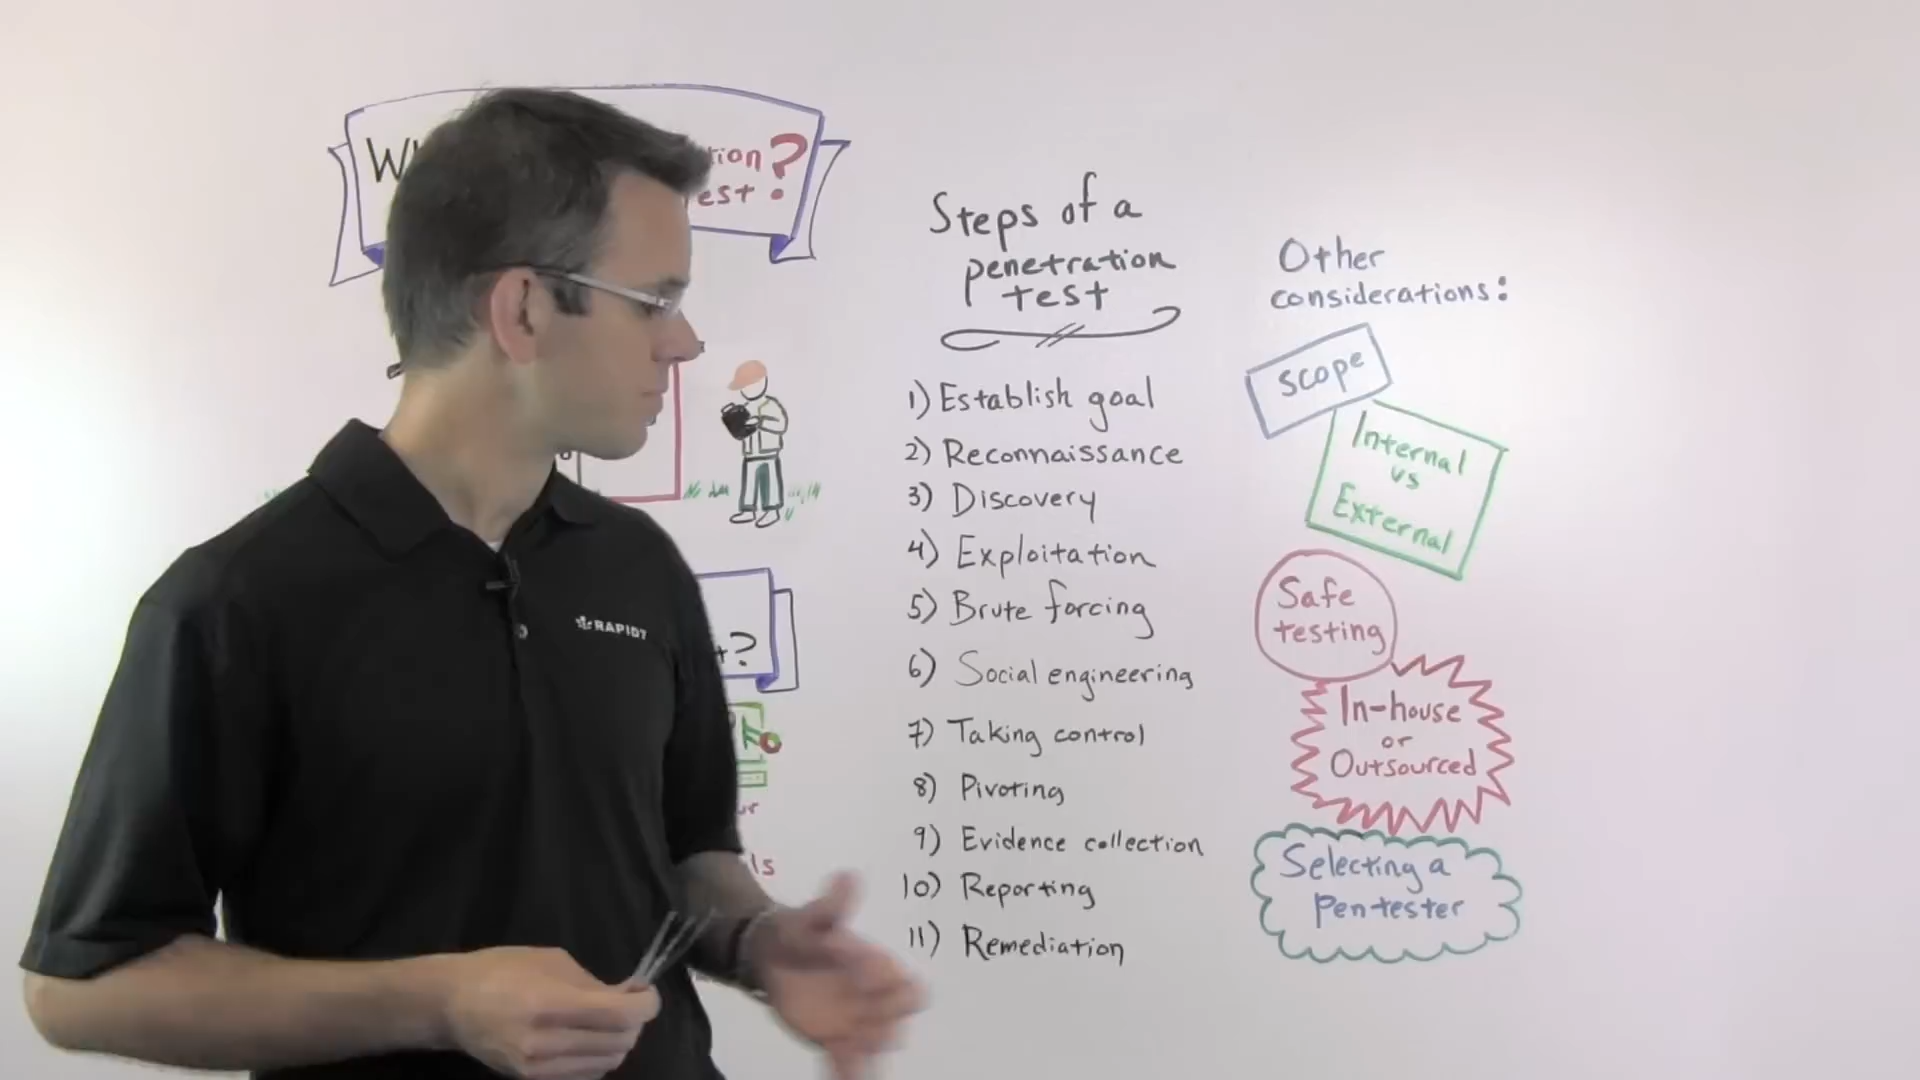 tion?
est?
RAPID7
Steps of a
penetration
test
1) Establish goal
2) Reconnaissance
3) Discovery
4) Exploitation
5) Brute forcing
6) Social engineering
7) Taking control
8) Pivoting
9) Evidence collection
10) Reporting
11) Remediation
Other
considerations:
Scope
Internal
vs
External
Safe
testing
In-house
or
Outsourced
Selecting a
pentester